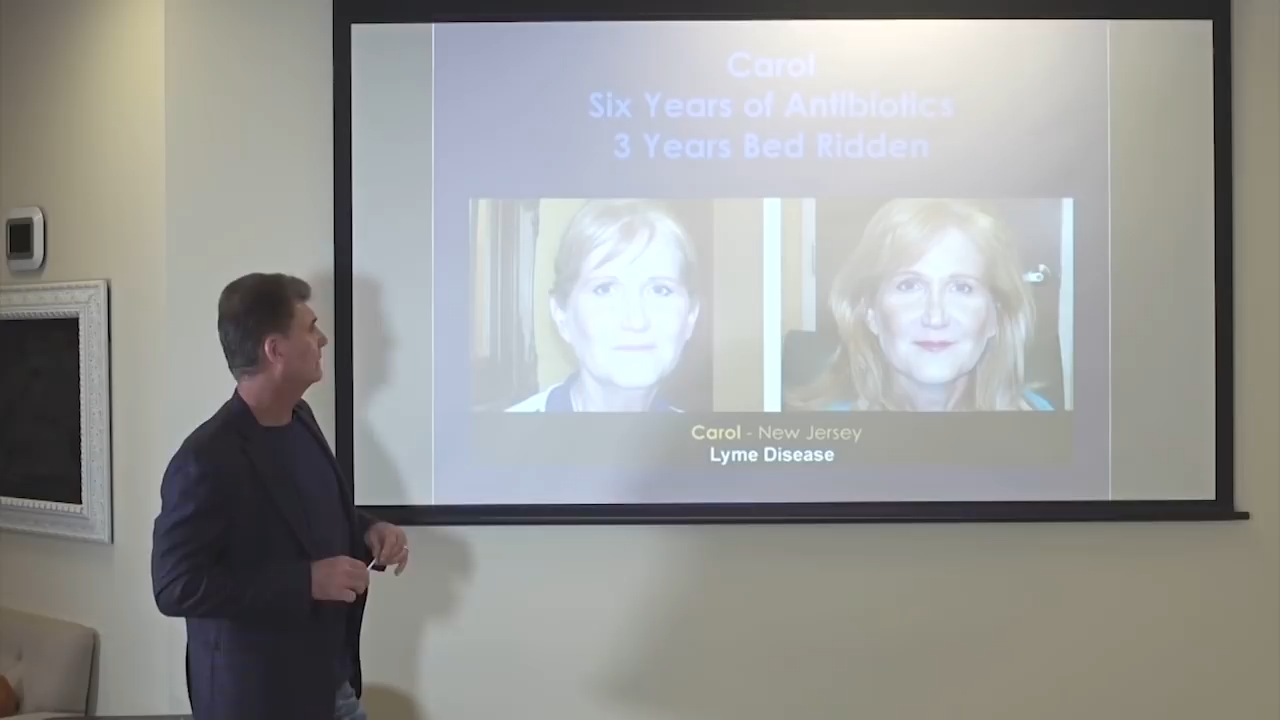 Carol
Six Years of Antibiotics
3 Years Bed Ridden
Carol - New Jersey
Lyme Disease